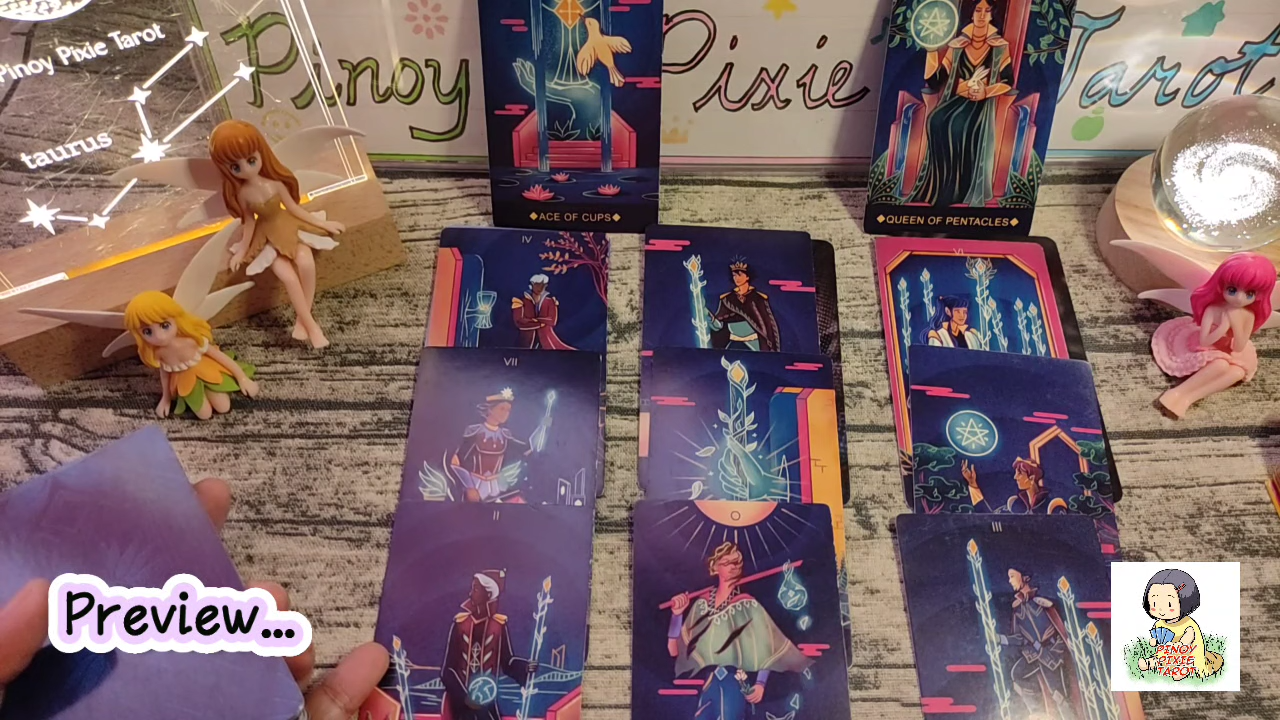 Pinoy Pixie Tarot
taurus
Pinoy Pixie Tarot
◆ACE OF CUPS◆
◆QUEEN OF PENTACLES◆
IV
VI
VII
II
O
III
Preview...
PINOY
PIXIE
TAROT